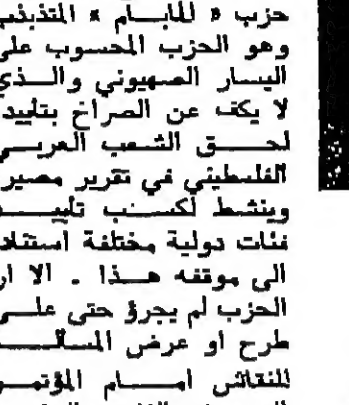 حزب « المابام » المتذبذب
وهو الحزب المحسوب على
اليسار الصهيوني والذي
لا يكف عن الصراخ بتأييد
لحق الشعب العربي
الفلسطيني في تقرير مصير
وينشط لكسب تأييد
فئات دولية مختلفة استنادا
الى موقفه هذا . الا ان
الحزب لم يجرؤ حتى على
طرح او عرض المسألة
للنقاش امام المؤتمر